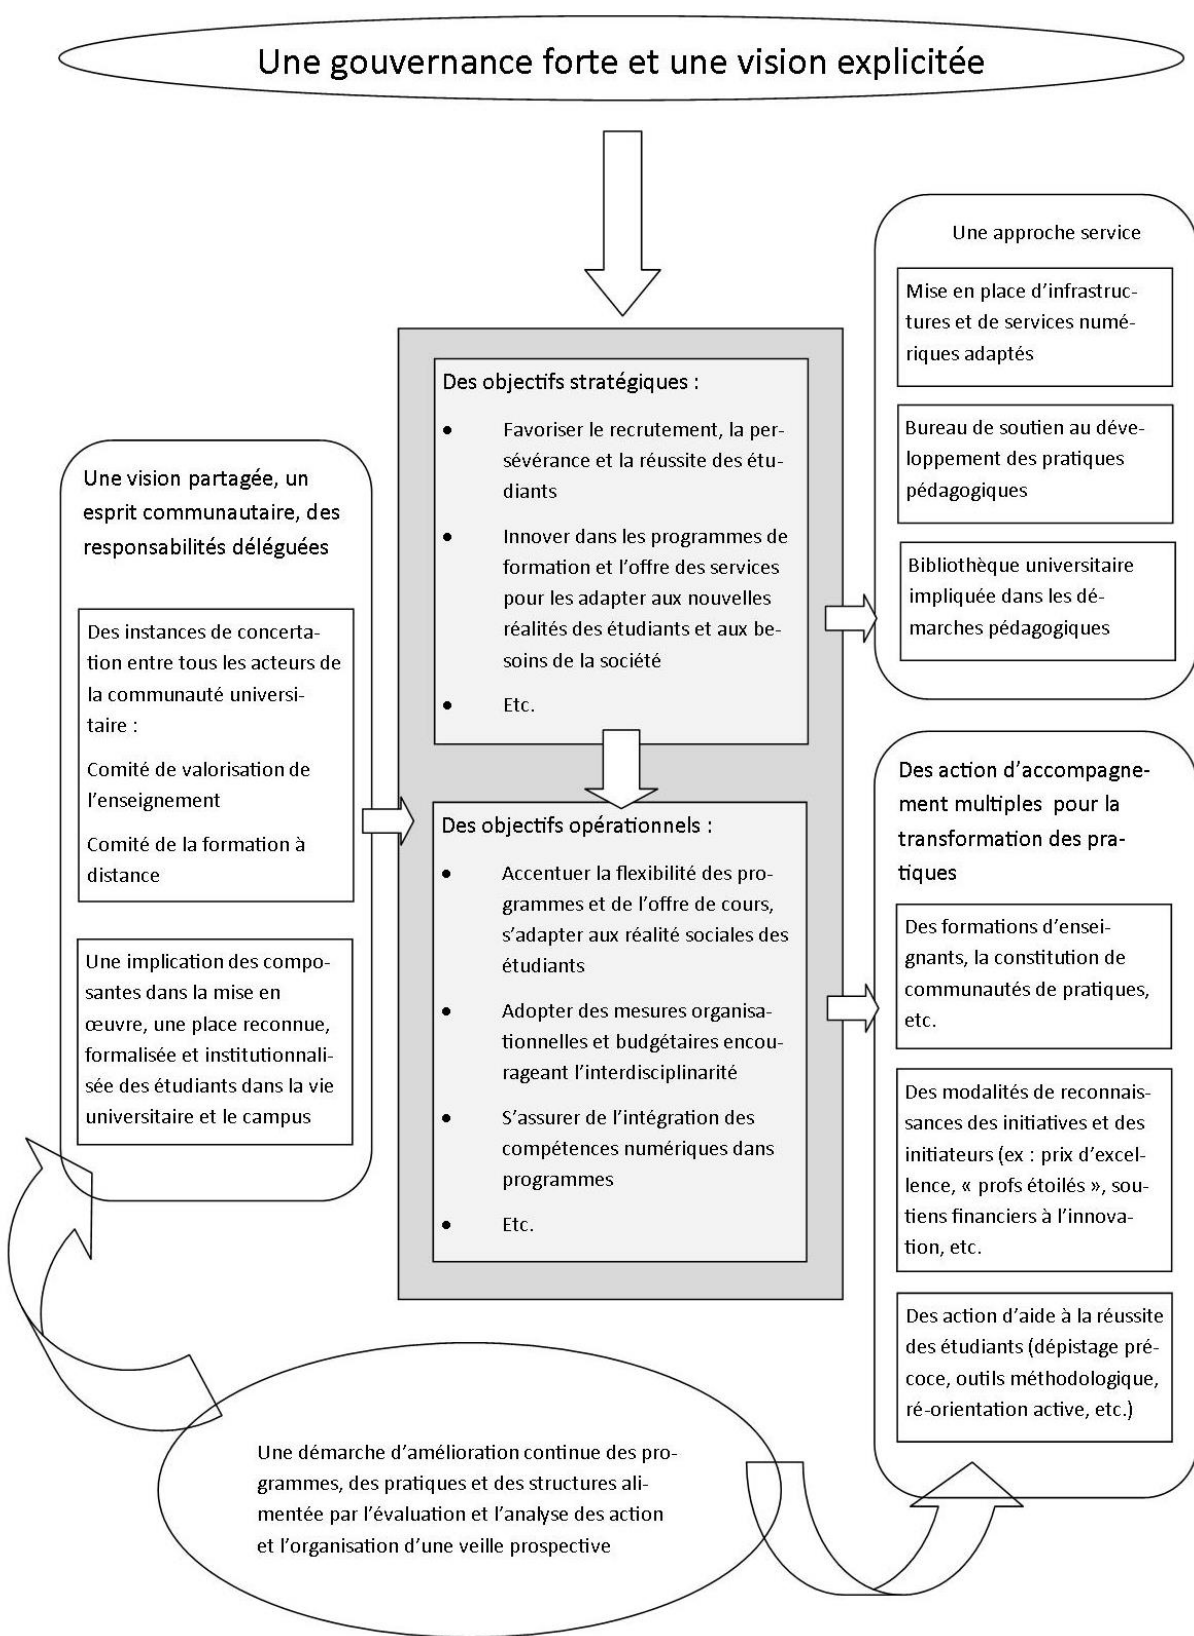 Une gouvernance forte et une vision explicitée
Une vision partagée, un
esprit communautaire, des
responsabilités déléguées
Des instances de concerta-
tion entre tous les acteurs de
la communauté universi-
taire :
Comité de valorisation de
l’enseignement
Comité de la formation à
distance
Une implication des compo-
santes dans la mise en
œuvre, une place reconnue,
formalisée et institutionnali-
sée des étudiants dans la vie
universitaire et le campus
Des objectifs stratégiques :
• Favoriser le recrutement, la per-
sévérance et la réussite des étu-
diants
• Innover dans les programmes de
formation et l’offre des services
pour les adapter aux nouvelles
réalités des étudiants et aux be-
soins de la société
• Etc.
Des objectifs opérationnels :
• Accentuer la flexibilité des pro-
grammes et de l’offre de cours,
s’adapter aux réalité sociales des
étudiants
• Adopter des mesures organisa-
tionnelles et budgétaires encou-
rageant l’interdisciplinarité
• S’assurer de l’intégration des
compétences numériques dans
programmes
• Etc.
Une approche service
Mise en place d’infrastruc-
tures et de services numé-
riques adaptés
Bureau de soutien au déve-
loppement des pratiques
pédagogiques
Bibliothèque universitaire
impliquée dans les dé-
marches pédagogiques
Des action d’accompagne-
ment multiples pour la
transformation des pra-
tiques
Des formations d’ensei-
gnants, la constitution de
communautés de pratiques,
etc.
Des modalités de reconnais-
sances des initiatives et des
initiateurs (ex : prix d’excel-
lence, « profs étoilés », sou-
tiens financiers à l’innova-
tion, etc.
Des action d’aide à la réussite
des étudiants (dépistage pré-
coce, outils méthodologique,
ré-orientation active, etc.)
Une démarche d’amélioration continue des pro-
grammes, des pratiques et des structures ali-
mentée par l’évaluation et l’analyse des action
et l’organisation d’une veille prospective